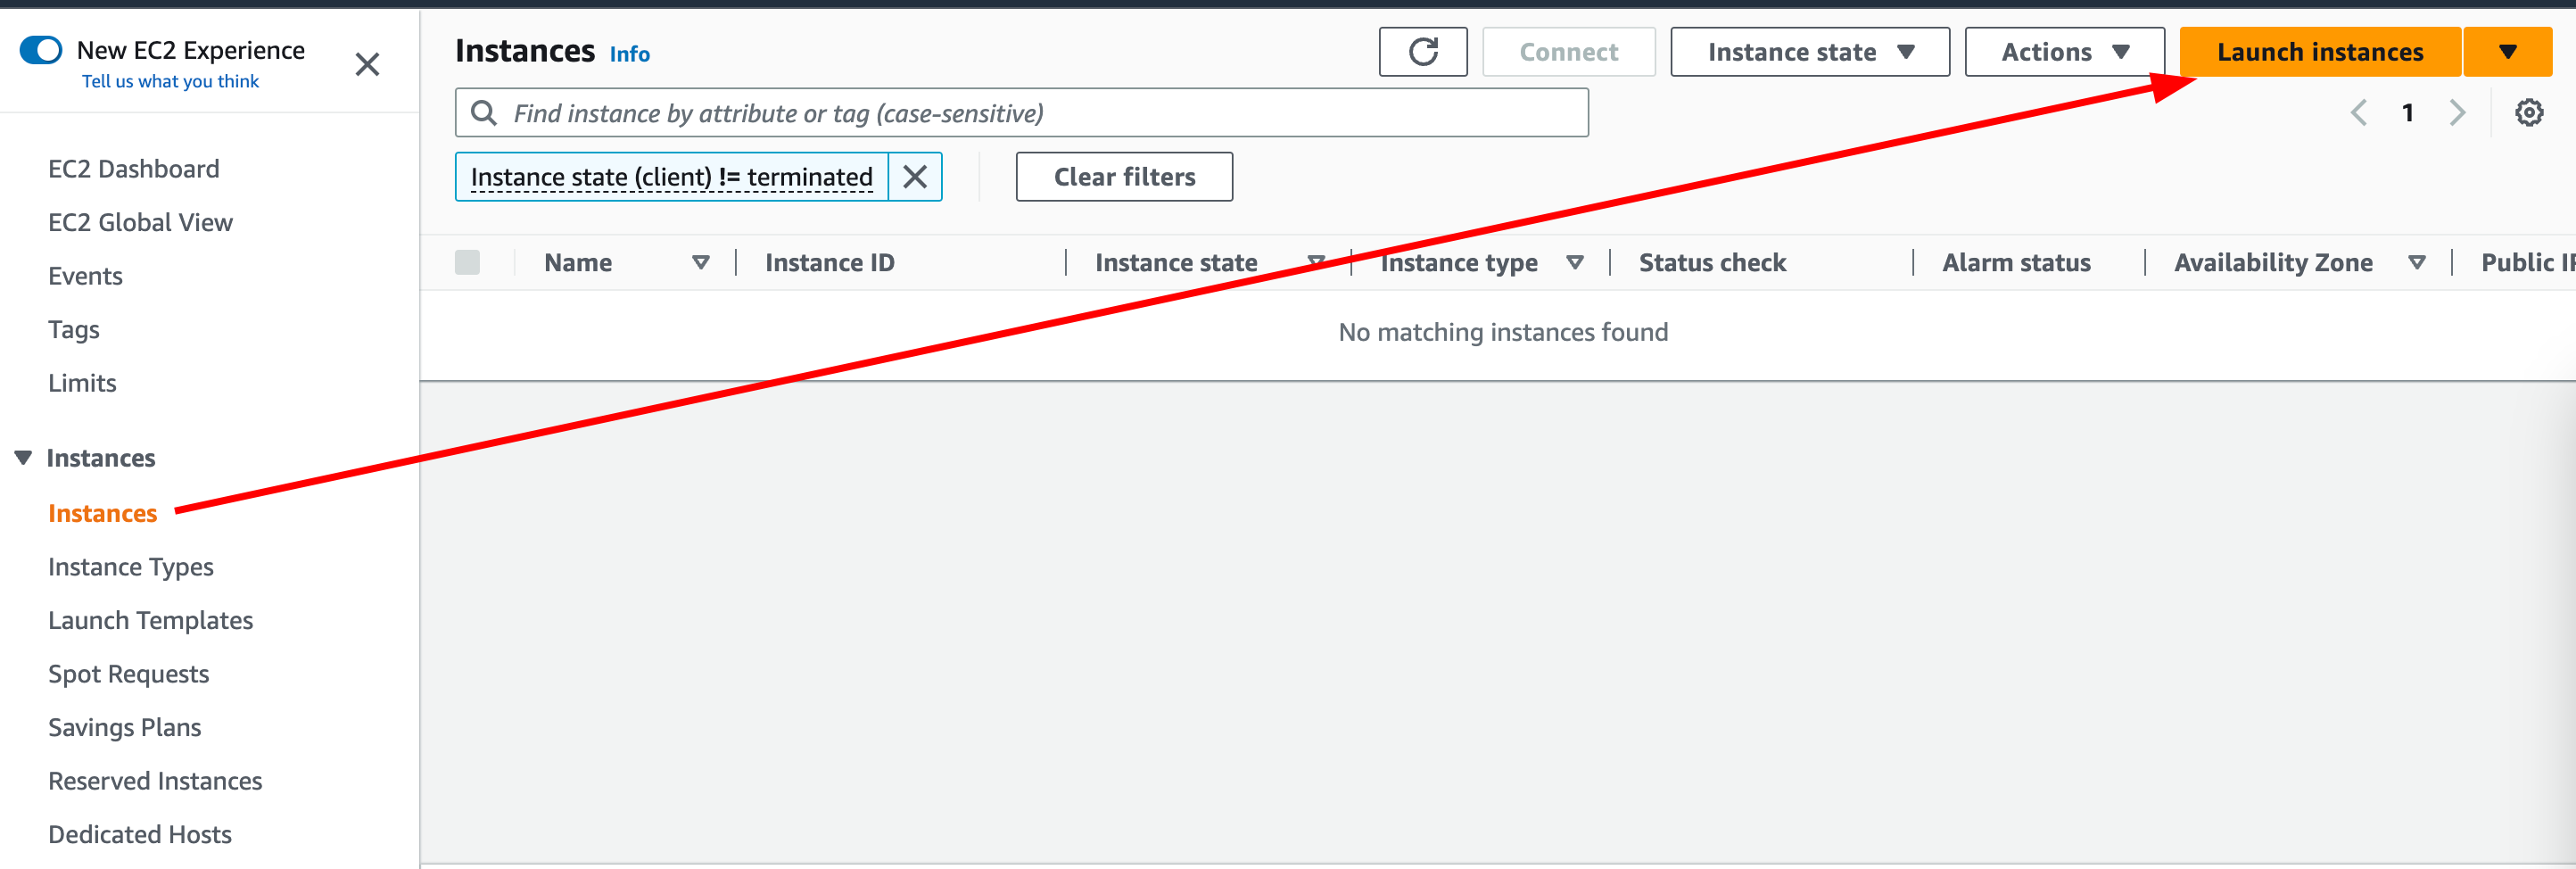 New EC2 Experience
Tell us what you think
EC2 Dashboard
EC2 Global View
Events
Tags
Limits
Instances
Instances
Instance Types
Launch Templates
Spot Requests
Savings Plans
Reserved Instances
Dedicated Hosts
Instances Info
Connect
Instance state
Actions
Launch instances
Find instance by attribute or tag (case-sensitive)
1
Instance state (client) != terminated
Clear filters
Name Instance ID Instance state Instance type Status check Alarm status Availability Zone Public
No matching instances found